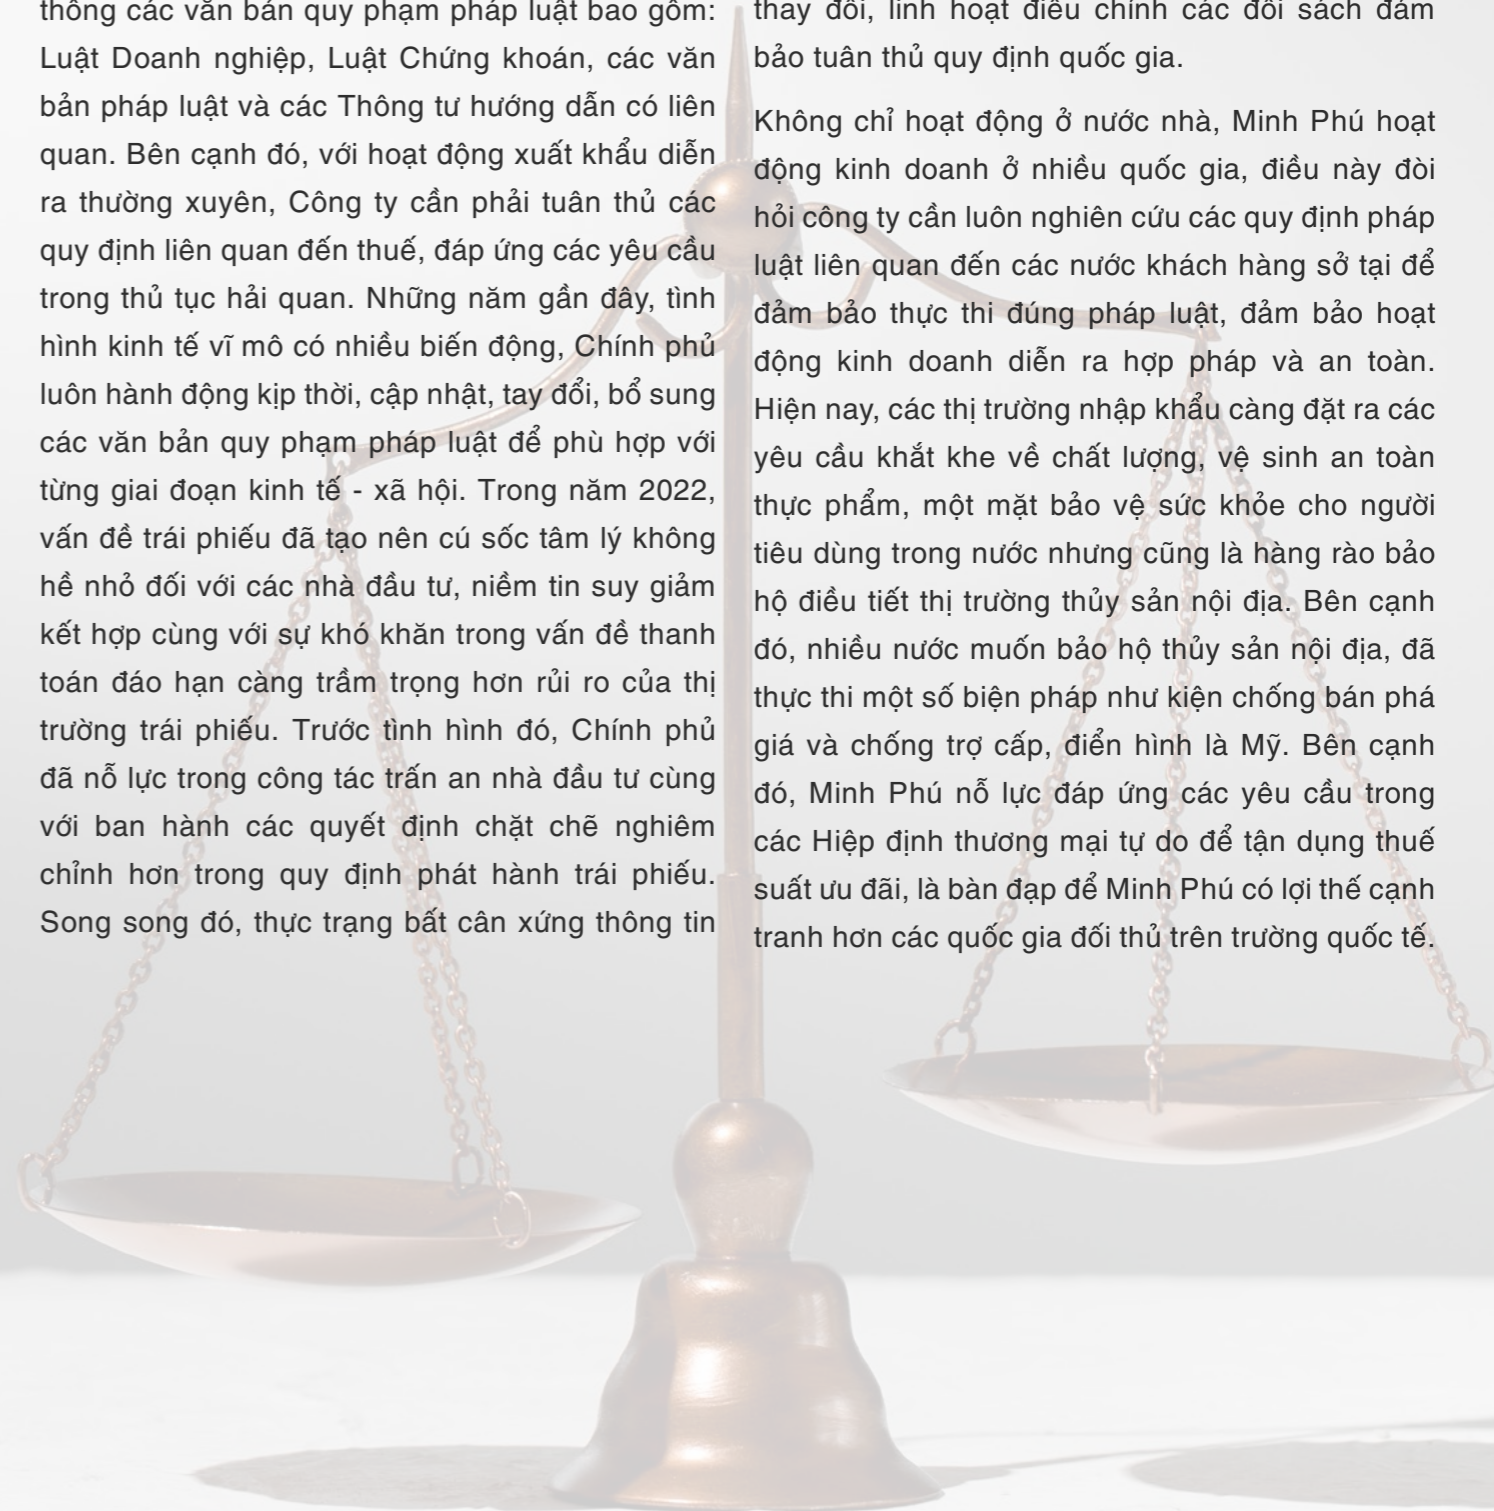 thống các văn bản quy phạm pháp luật bao gồm:
Luật Doanh nghiệp, Luật Chứng khoán, các văn
bản pháp luật và các Thông tư hướng dẫn có liên
quan. Bên cạnh đó, với hoạt động xuất khẩu diễn
ra thường xuyên, Công ty cần phải tuân thủ các
quy định liên quan đến thuế, đáp ứng các yêu cầu
trong thủ tục hải quan. Những năm gần đây, tình
hình kinh tế vĩ mô có nhiều biến động, Chính phủ
luôn hành động kịp thời, cập nhật, tay đổi, bổ sung
các văn bản quy phạm pháp luật để phù hợp với
từng giai đoạn kinh tế - xã hội. Trong năm 2022,
vấn đề trái phiếu đã tạo nên cú sốc tâm lý không
hề nhỏ đối với các nhà đầu tư, niềm tin suy giảm
kết hợp cùng với sự khó khăn trong vấn đề thanh
toán đáo hạn càng trầm trọng hơn rủi ro của thị
trường trái phiếu. Trước tình hình đó, Chính phủ
đã nỗ lực trong công tác trấn an nhà đầu tư cùng
với ban hành các quyết định chặt chẽ nghiêm
chỉnh hơn trong quy định phát hành trái phiếu.
Song song đó, thực trạng bất cân xứng thông tin
thay đổi, linh hoạt điều chỉnh các đối sách đảm
bảo tuân thủ quy định quốc gia.
Không chỉ hoạt động ở nước nhà, Minh Phú hoạt
động kinh doanh ở nhiều quốc gia, điều này đòi
hỏi công ty cần luôn nghiên cứu các quy định pháp
luật liên quan đến các nước khách hàng sở tại để
đảm bảo thực thi đúng pháp luật, đảm bảo hoạt
động kinh doanh diễn ra hợp pháp và an toàn.
Hiện nay, các thị trường nhập khẩu càng đặt ra các
yêu cầu khắt khe về chất lượng, vệ sinh an toàn
thực phẩm, một mặt bảo vệ sức khỏe cho người
tiêu dùng trong nước nhưng cũng là hàng rào bảo
hộ điều tiết thị trường thủy sản nội địa. Bên cạnh
đó, nhiều nước muốn bảo hộ thủy sản nội địa, đã
thực thi một số biện pháp như kiện chống bán phá
giá và chống trợ cấp, điển hình là Mỹ. Bên cạnh
đó, Minh Phú nỗ lực đáp ứng các yêu cầu trong
các Hiệp định thương mại tự do để tận dụng thuế
suất ưu đãi, là bàn đạp để Minh Phú có lợi thế cạnh
tranh hơn các quốc gia đối thủ trên trường quốc tế.